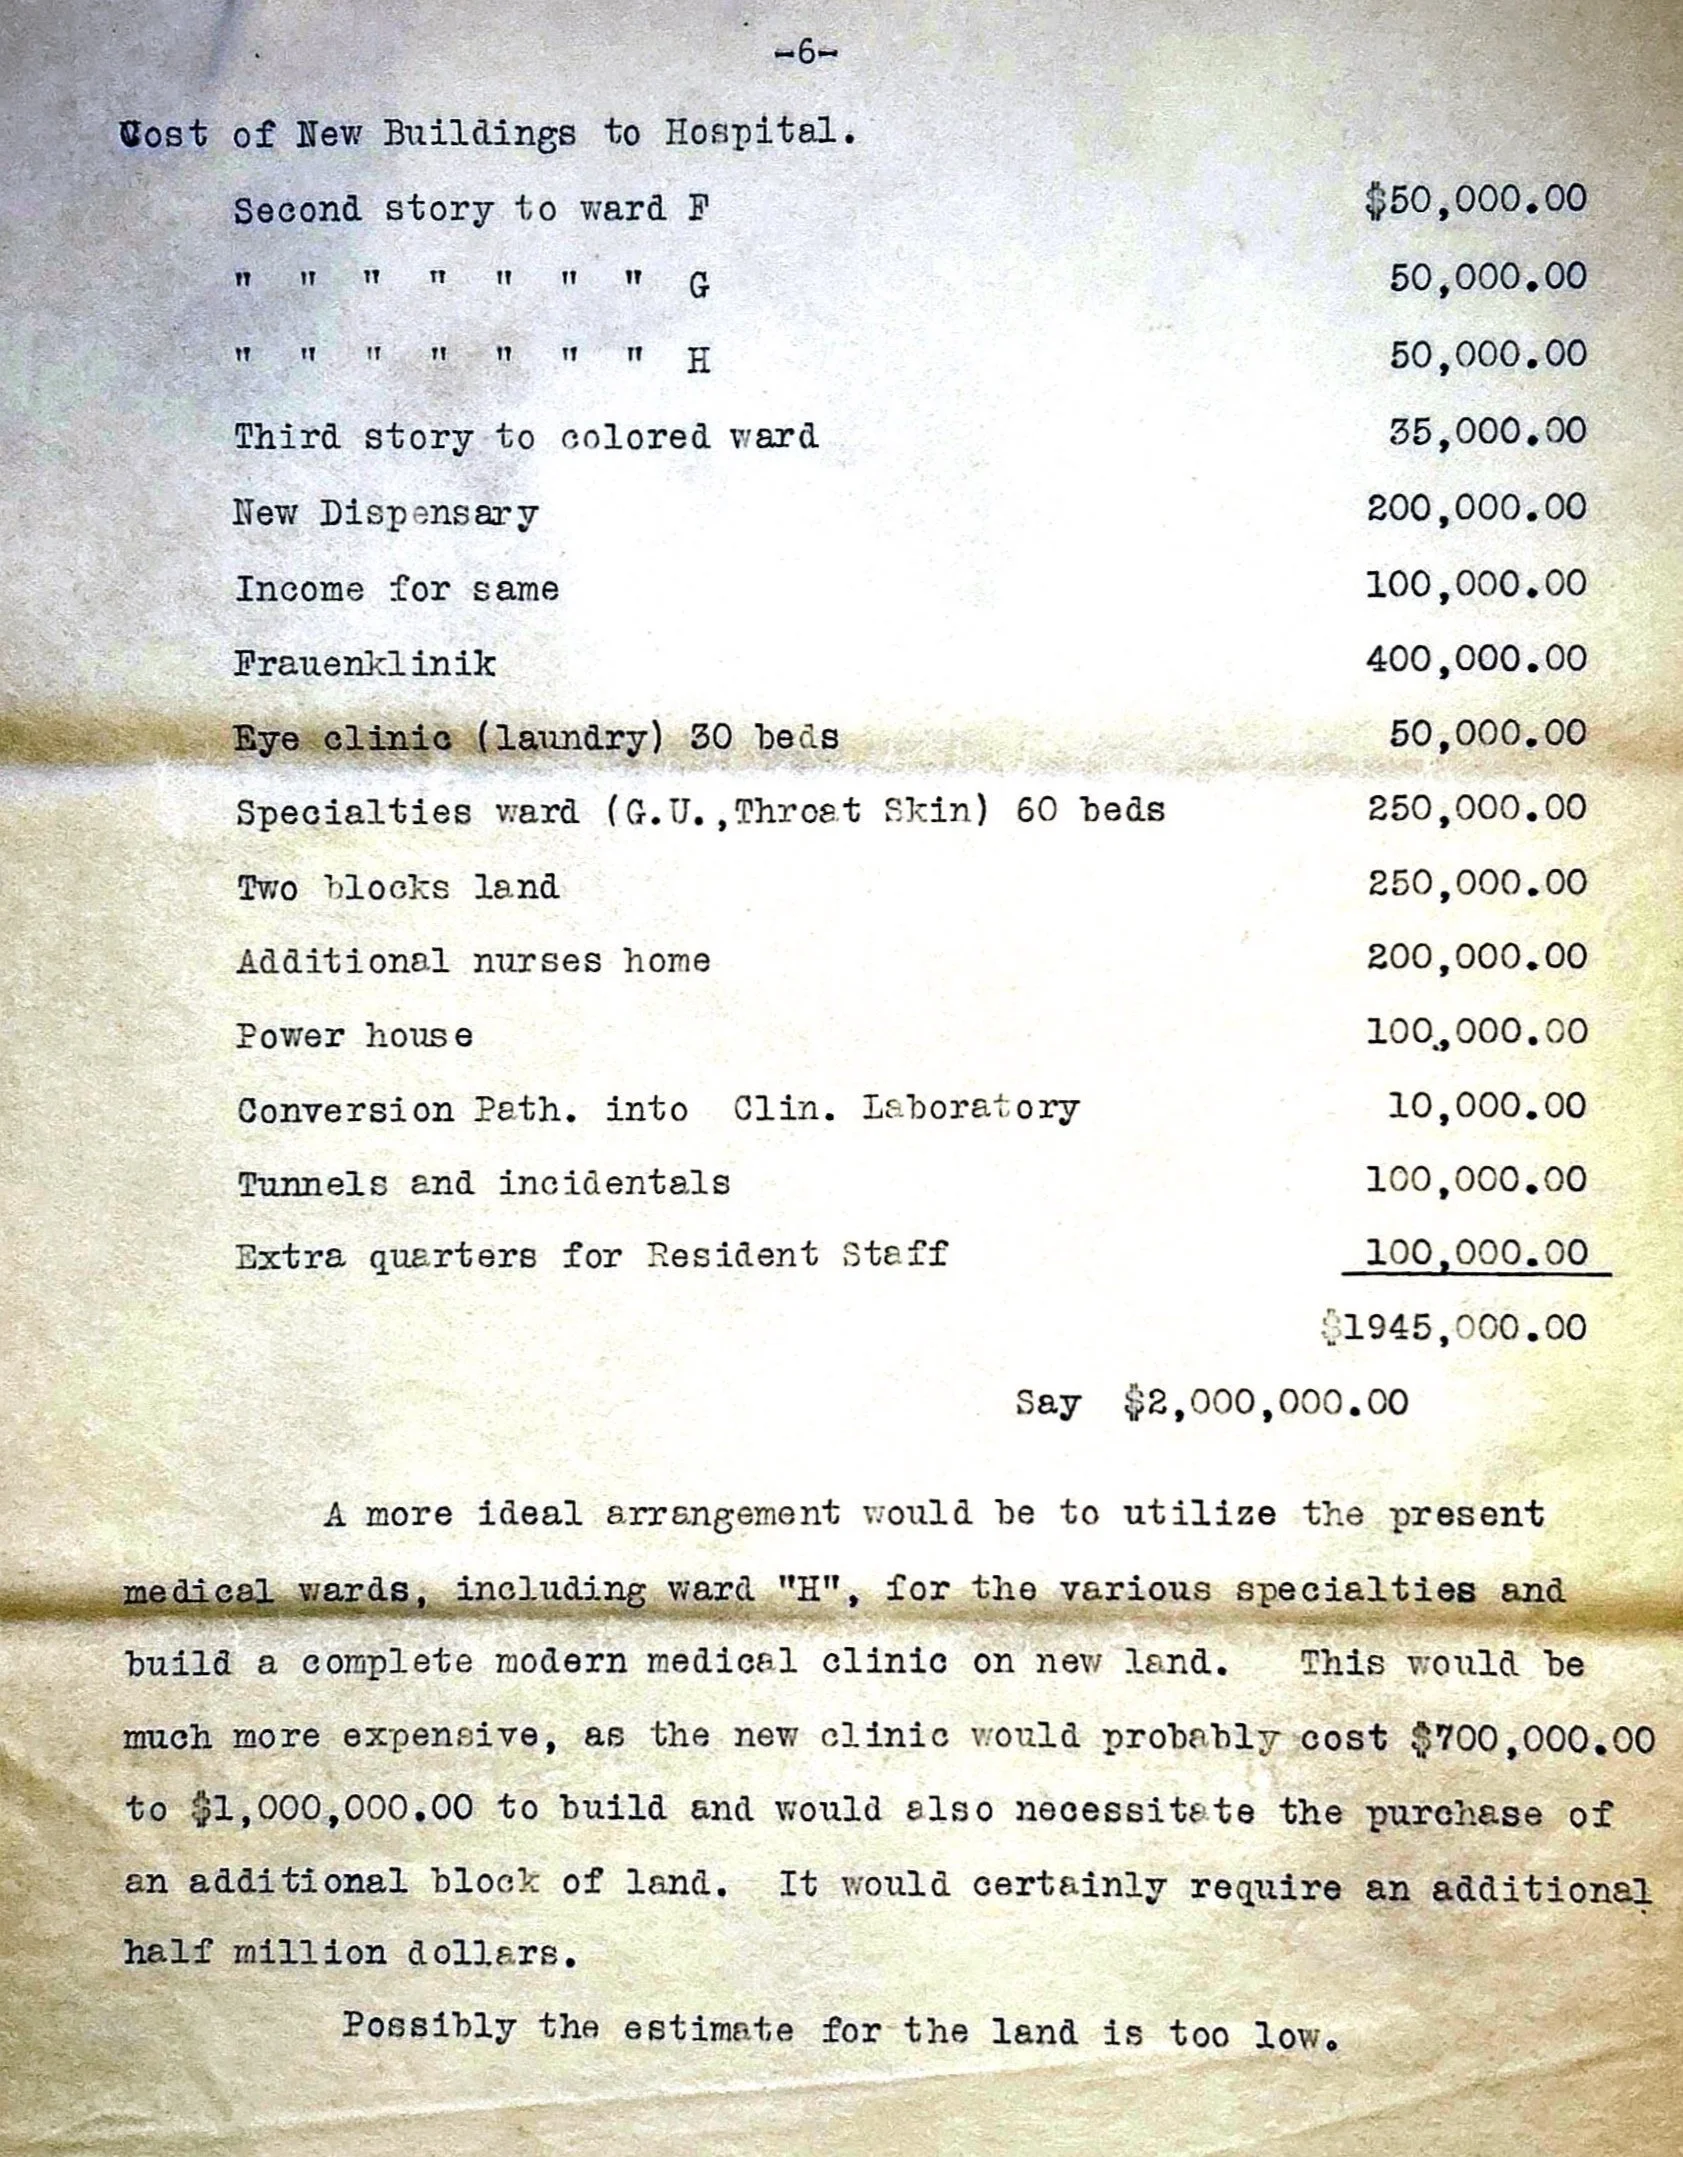 -6-
Cost of New Buildings to Hospital.
Second story to ward F $50,000.00
" " " " " " " G 50,000.00
" " " " " " " H 50,000.00
Third story to colored ward 35,000.00
New Dispensary 200,000.00
Income for same 100,000.00
Frauenklinik 400,000.00
Eye clinic (laundry) 30 beds 50,000.00
Specialties ward (G.U.,Throat Skin) 60 beds 250,000.00
Two blocks land 250,000.00
Additional nurses home 200,000.00
Power house 100,000.00
Conversion Path. into Clin. Laboratory 10,000.00
Tunnels and incidentals 100,000.00
Extra quarters for Resident Staff 100,000.00
$1945,000.00
Say $2,000,000.00
A more ideal arrangement would be to utilize the present
medical wards, including ward "H", for the various specialties and
build a complete modern medical clinic on new land. This would be
much more expensive, as the new clinic would probably cost $700,000.00
to $1,000,000.00 to build and would also necessitate the purchase of
an additional block of land. It would certainly require an additional
half million dollars.
Possibly the estimate for the land is too low.